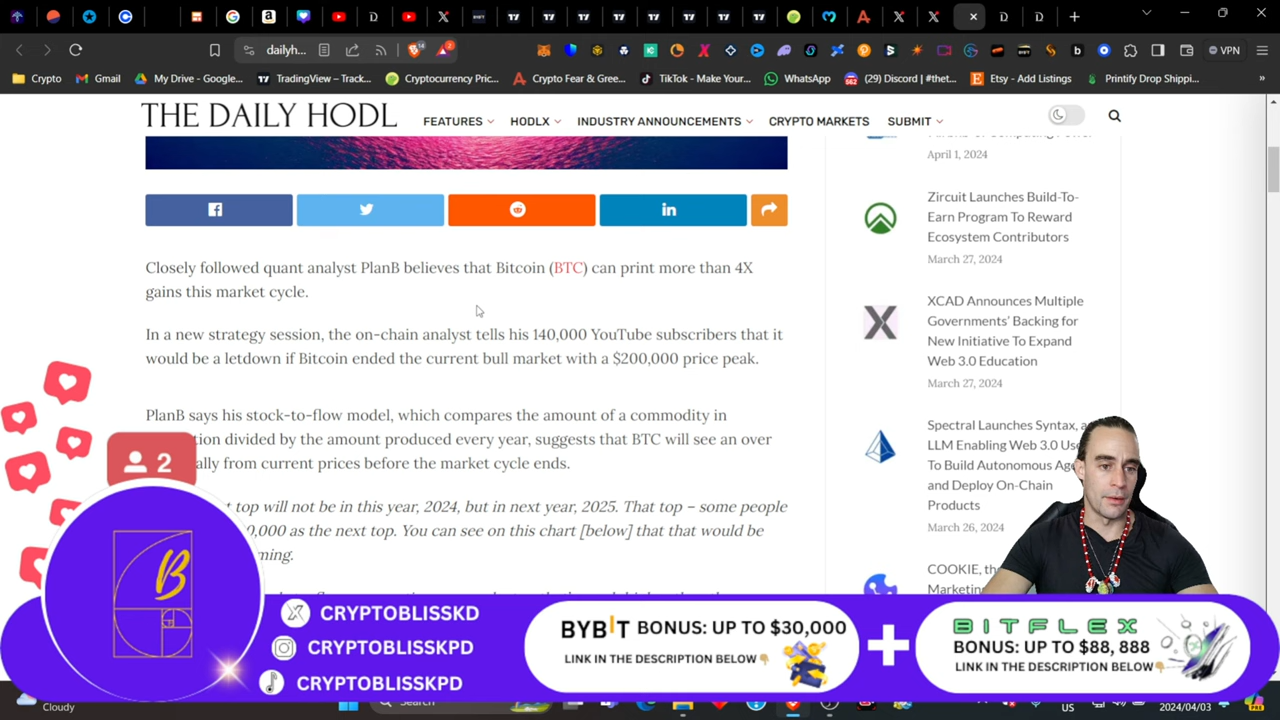 dailyh...
VPN
Crypto
Gmail
My Drive - Google...
TradingView – Track...
Cryptocurrency Pric...
Crypto Fear & Gree...
TikTok - Make Your...
WhatsApp
(29) Discord | #thet...
Etsy - Add Listings
Printify Drop Shippi...
THE DAILY HODL
FEATURES
HODLX
INDUSTRY ANNOUNCEMENTS
CRYPTO MARKETS
SUBMIT
April 1, 2024
Zircuit Launches Build-To-
Earn Program To Reward
Ecosystem Contributors
March 27, 2024
XCAD Announces Multiple
Governments' Backing for
New Initiative To Expand
Web 3.0 Education
March 27, 2024
Spectral Launches Syntax, a
LLM Enabling Web 3.0 Use
To Build Autonomous Age
and Deploy On-Chain
Products
March 26, 2024
COOKIE, th
Marketing
Closely followed quant analyst PlanB believes that Bitcoin (BTC) can print more than 4X
gains this market cycle.
In a new strategy session, the on-chain analyst tells his 140,000 YouTube subscribers that it
would be a letdown if Bitcoin ended the current bull market with a $200,000 price peak.
PlanB says his stock-to-flow model, which compares the amount of a commodity in
tion divided by the amount produced every year, suggests that BTC will see an over
ally from current prices before the market cycle ends.
t top will not be in this year, 2024, but in next year, 2025. That top – some people
0,000 as the next top. You can see on this chart [below] that that would be
ming.
2
B
CRYPTOBLISSKD
CRYPTOBLISSKPD
CRYPTOBLISSKPD
BYBIT BONUS: UP TO $30,000
LINK IN THE DESCRIPTION BELOW
+
BITFLEX
BONUS: UP TO $88, 888
LINK IN THE DESCRIPTION BELOW
Cloudy
Search
US
2024/04/03